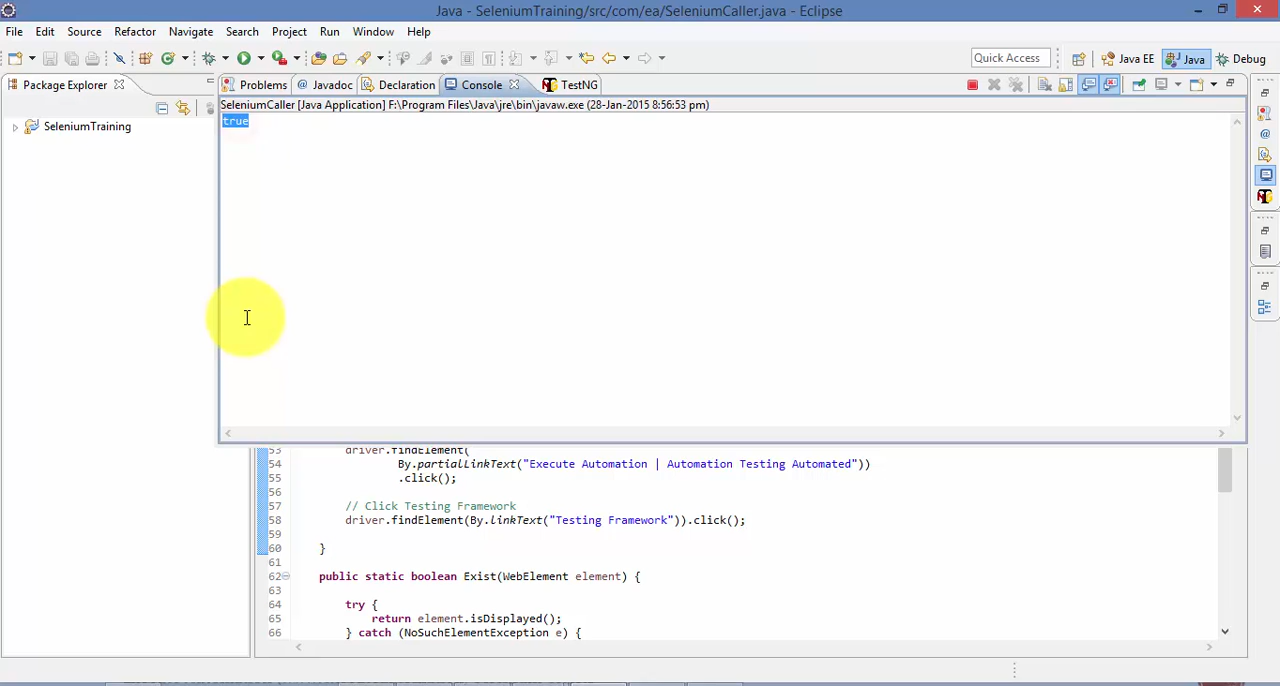 Java - SeleniumTraining/src/com/ea/SeleniumCaller.java - Eclipse
File Edit Source Refactor Navigate Search Project Run Window Help
Quick Access Java EE Java Debug
Package Explorer Problems @ Javadoc Declaration Console TestNG
SeleniumCaller [Java Application] F:\Program Files\Java\jre\bin\javaw.exe (28-Jan-2013 8:56:53 pm)
true
SeleniumTraining
53 driver.findElement(
54 By.partialLinkText("Execute Automation | Automation Testing Automated"))
55 .click();
56
57 // Click Testing Framework
58 driver.findElement(By.linkText("Testing Framework")).click();
59
60 }
61
62 public static boolean Exist(WebElement element) {
63
64 try {
65 return element.isDisplayed();
66 } catch (NoSuchElementException e) {